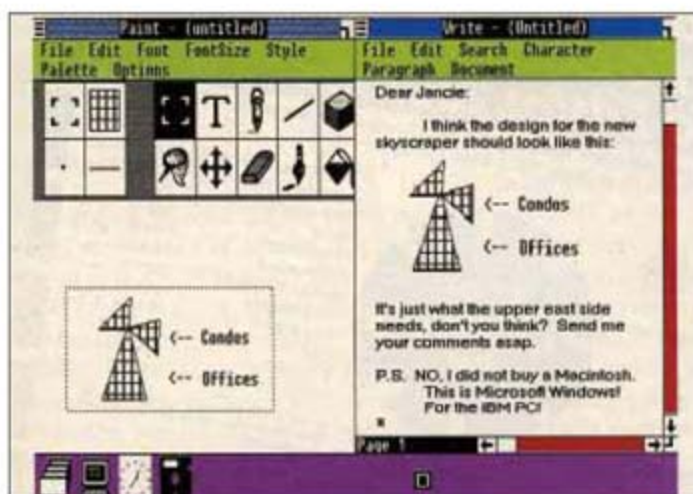 Paint - (untitled)
File Edit Font FontSize Style
Palette Options
T
<-- Condos
<-- Offices
Write - (Untitled)
File Edit Search Character
Paragraph Document
Dear Jancie:
I think the design for the new
skyscraper should look like this:
<-- Condos
<-- Offices
It's just what the upper east side
needs, don't you think? Send me
your comments asap.
P.S. NO, I did not buy a Macintosh.
This is Microsoft Windows!
For the IBM PC!
Page 1